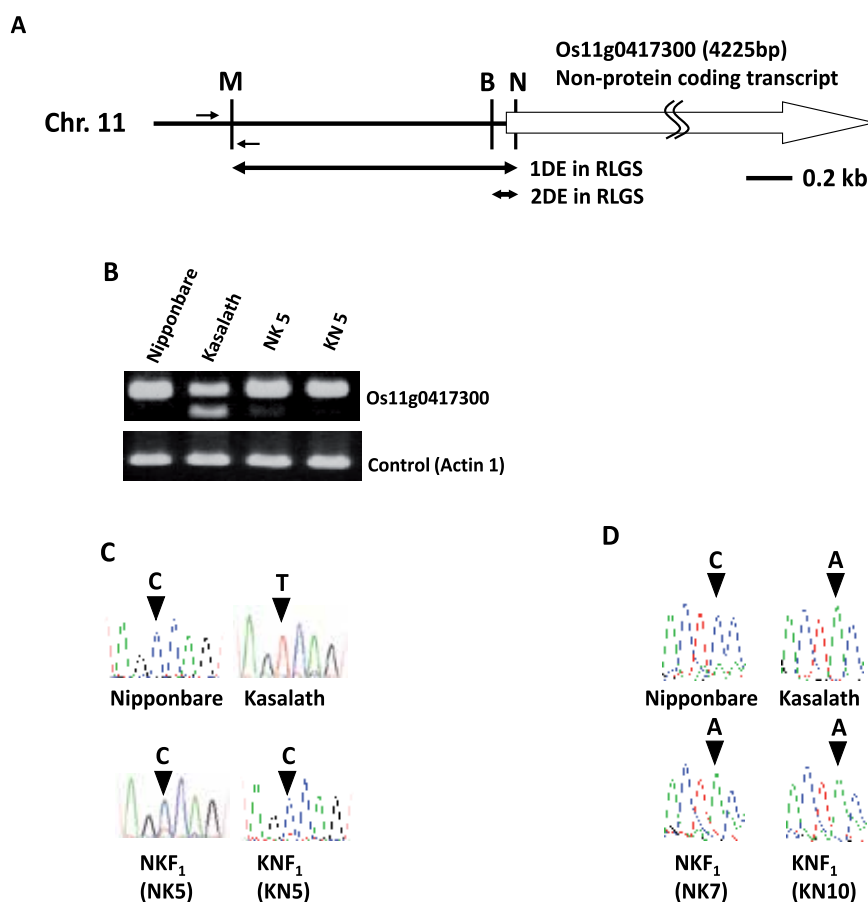 A
Os11g0417300 (4225bp)
Non-protein coding transcript
M
B
N
Chr. 11
1DE in RLGS
2DE in RLGS
0.2 kb
B
Nipponbare
Kasalath
NK 5
KN 5
Os11g0417300
Control (Actin 1)
C
C
T
Nipponbare
Kasalath
C
C
NKF1
(NK5)
KNF1
(KN5)
D
C
A
Nipponbare
Kasalath
A
A
NKF1
(NK7)
KNF1
(KN10)